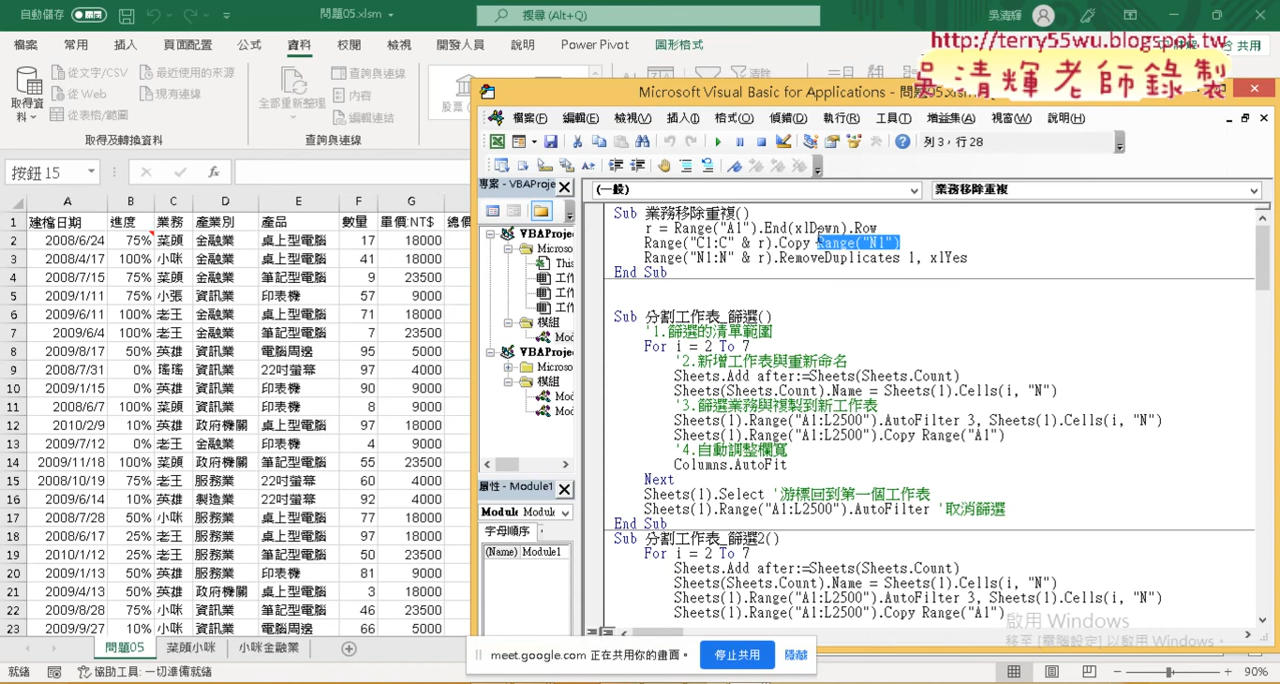 自動儲存
問題05.xlsm
搜尋 (Alt+Q)
吳清輝
檔案 常用 插入 頁面配置 公式 資料 校閱 檢視 開發人員 說明 Power Pivot 圖形格式
共用
http://terry55wu.blogspot.tw
吳清輝老師錄製
取得資料
從文字/CSV
從 Web
從表格/範圍
最近使用的來源
現有連線
取得及轉換資料
全部重新整理
查詢與連線
內容
編輯連結
查詢與連線
股票 (
清除
Microsoft Visual Basic for Applications - 問題05.xlsm
檔案(F) 編輯(E) 檢視(V) 插入(I) 格式(O) 偵錯(D) 執行(R) 工具(T) 增益集(A) 視窗(W) 說明(H)
列 3，行 28
按鈕 15
fx
專案 - VBAProje
VBAProje
Microso
This
工作
工作
工作
模組
Mod
VBAProje
Microso
模組
Mod
Mod
屬性 - Module1
Module Modul
字母順序
(Name) Module1
(一般)
業務移除重複
Sub 業務移除重複()
r = Range("A1").End(xlDown).Row
Range("C1:C" & r).Copy Range("N1")
Range("N1:N" & r).RemoveDuplicates 1, xlYes
End Sub
Sub 分割工作表_篩選()
'1.篩選的清單範圍
For i = 2 To 7
'2.新增工作表與重新命名
Sheets.Add after:=Sheets(Sheets.Count)
Sheets(Sheets.Count).Name = Sheets(1).Cells(i, "N")
'3.篩選業務與複製到新工作表
Sheets(1).Range("A1:L2500").AutoFilter 3, Sheets(1).Cells(i, "N")
Sheets(1).Range("A1:L2500").Copy Range("A1")
'4.自動調整欄寬
Columns.AutoFit
Next
Sheets(1).Select '游標回到第一個工作表
Sheets(1).Range("A1:L2500").AutoFilter '取消篩選
End Sub
Sub 分割工作表_篩選2()
For i = 2 To 7
Sheets.Add after:=Sheets(Sheets.Count)
Sheets(Sheets.Count).Name = Sheets(1).Cells(i, "N")
Sheets(1).Range("A1:L2500").AutoFilter 3, Sheets(1).Cells(i, "N")
Sheets(1).Range("A1:L2500").Copy Range("A1")
A B C D E F G
1 建檔日期 進度 業務 產業別 產品 數量 單價:NT$ 總價
2 2008/6/24 75% 菜頭 金融業 桌上型電腦 17 18000
3 2008/4/17 100% 小咪 金融業 桌上型電腦 41 18000
4 2008/6/13 75% 菜頭 資訊業 筆記型電腦 9 23500
5 2009/1/11 75% 小張 資訊業 印表機 57 9000
6 2009/6/11 100% 老王 金融業 桌上型電腦 71 18000
7 2009/6/4 100% 老王 金融業 筆記型電腦 7 23500
8 2009/8/17 50% 英雄 資訊業 電腦周邊 95 5000
9 2008/7/31 0% 瑤瑤 資訊業 22吋螢幕 97 4000
10 2009/1/15 0% 英雄 資訊業 印表機 90 9000
11 2008/6/7 100% 菜頭 資訊業 印表機 8 9000
12 2010/2/9 10% 英雄 政府機關 桌上型電腦 97 18000
13 2009/7/12 0% 老王 金融業 印表機 4 9000
14 2009/11/18 100% 菜頭 政府機關 筆記型電腦 55 23500
15 2008/10/19 75% 老王 服務業 22吋螢幕 60 4000
16 2009/6/14 10% 英雄 製造業 22吋螢幕 92 4000
17 2008/7/28 50% 小咪 服務業 桌上型電腦 77 18000
18 2008/6/17 25% 老王 服務業 桌上型電腦 97 18000
19 2010/1/12 25% 老王 服務業 筆記型電腦 50 23500
20 2009/1/13 50% 英雄 服務業 印表機 81 9000
21 2009/4/13 50% 英雄 政府機關 桌上型電腦 3 18000
22 2009/8/28 75% 小咪 資訊業 筆記型電腦 46 23500
23 2009/9/27 10% 小咪 資訊業 電腦周邊 66 5000
問題05 菜頭小咪 小咪金融業
meet.google.com 正在共用你的畫面。 停止共用 隱藏
啟用 Windows
移至 [電腦設定] 以啟用 Windows。
就緒 協助工具: 一切準備就緒
90%